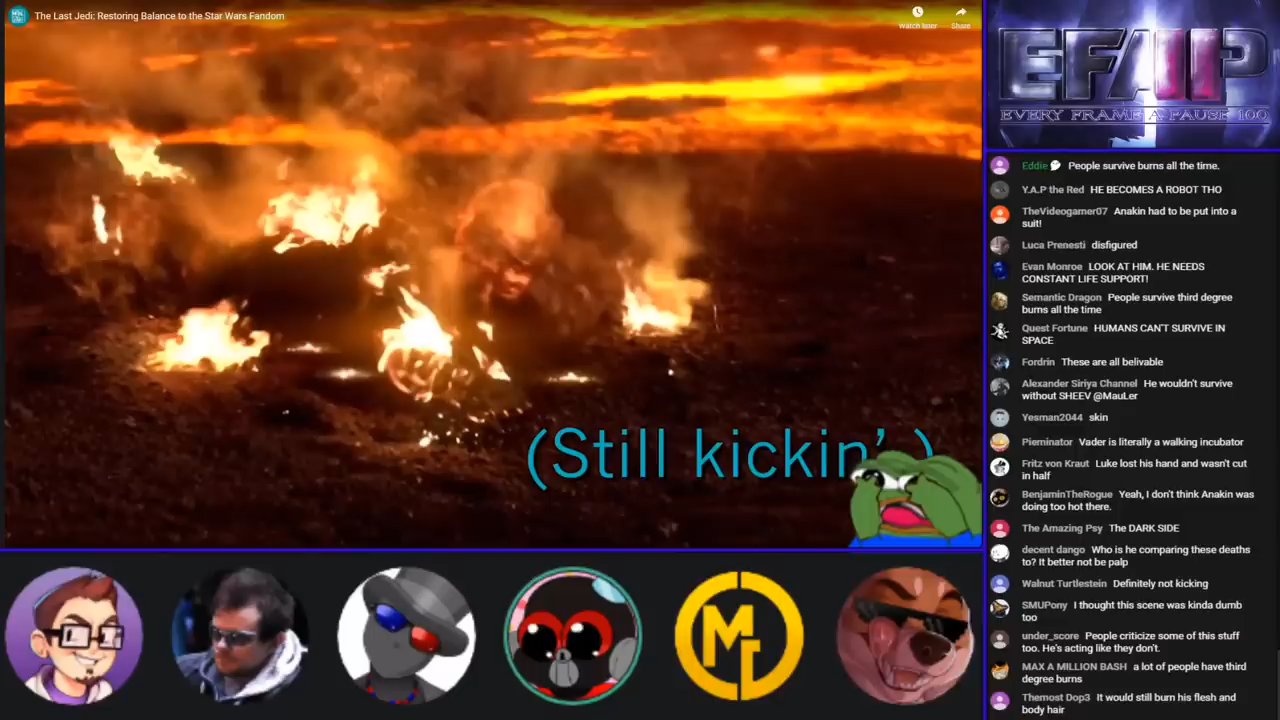 The Last Jedi: Restoring Balance to the Star Wars Fandom
Watch later
Share
(Still kickin’ )
EFAP
EVERY FRAME A PAUSE 100
Eddie People survive burns all the time.
Y.A.P the Red HE BECOMES A ROBOT THO
TheVideogamer07 Anakin had to be put into a
suit!
Luca Prenesti disfigured
Evan Monroe LOOK AT HIM. HE NEEDS
CONSTANT LIFE SUPPORT!
Semantic Dragon People survive third degree
burns all the time
Quest Fortune HUMANS CAN'T SURVIVE IN
SPACE
Fordrin These are all belivable
Alexander Siriya Channel He wouldn't survive
without SHEEV @MauLer
Yesman2044 skin
Pieminator Vader is literally a walking incubator
Fritz von Kraut Luke lost his hand and wasn't cut
in half
BenjaminTheRogue Yeah, I don't think Anakin was
doing too hot there.
The Amazing Psy The DARK SIDE
decent dango Who is he comparing these deaths
to? It better not be palp
Walnut Turtlestein Definitely not kicking
SMUPony I thought this scene was kinda dumb
too
under_score People criticize some of this stuff
too. He's acting like they don't.
MAX A MILLION BASH a lot of people have third
degree burns
Themost Dop3 It would still burn his flesh and
body hair